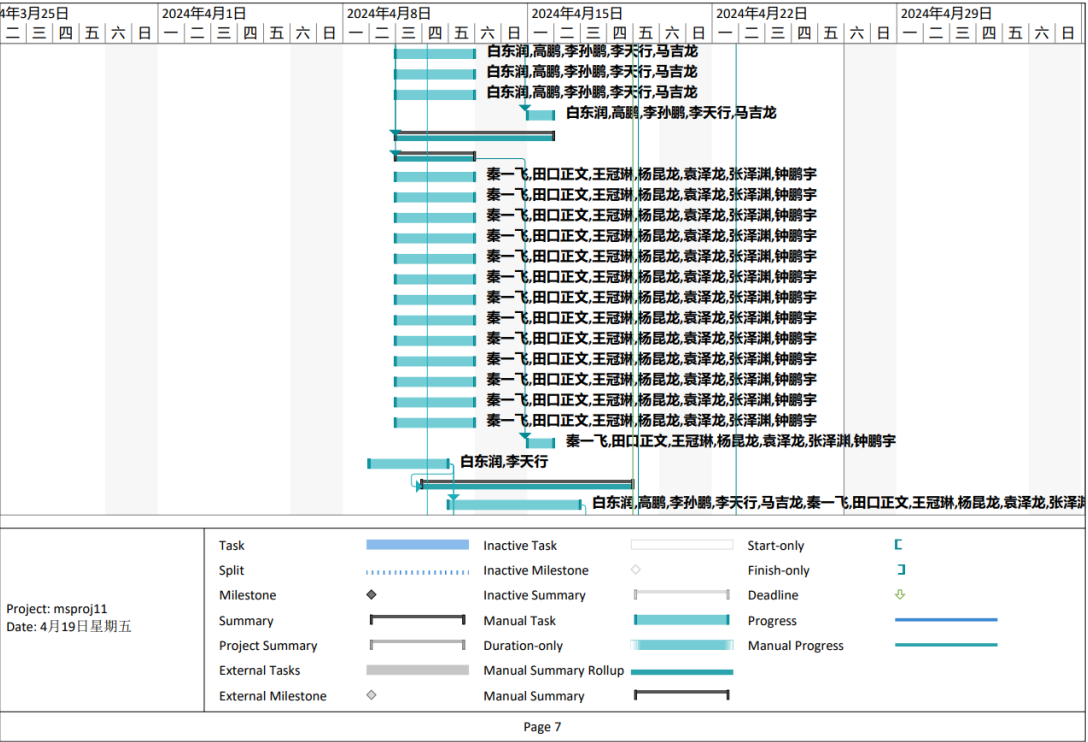 4年3月25日 2024年4月1日 2024年4月8日 2024年4月15日 2024年4月22日 2024年4月29日
二 三 四 五 六 日 一 二 三 四 五 六 日 一 二 三 四 五 六 日 一 二 三 四 五 六 日 一 二 三 四 五 六 日 一 二 三 四 五 六 日
白东润,高鹏,李孙鹏,李天行,马吉龙
白东润,高鹏,李孙鹏,李天行,马吉龙
白东润,高鹏,李孙鹏,李天行,马吉龙
白东润,高鹏,李孙鹏,李天行,马吉龙
秦一飞,田口正文,王冠琳,杨昆龙,袁泽龙,张泽渊,钟鹏宇
秦一飞,田口正文,王冠琳,杨昆龙,袁泽龙,张泽渊,钟鹏宇
秦一飞,田口正文,王冠琳,杨昆龙,袁泽龙,张泽渊,钟鹏宇
秦一飞,田口正文,王冠琳,杨昆龙,袁泽龙,张泽渊,钟鹏宇
秦一飞,田口正文,王冠琳,杨昆龙,袁泽龙,张泽渊,钟鹏宇
秦一飞,田口正文,王冠琳,杨昆龙,袁泽龙,张泽渊,钟鹏宇
秦一飞,田口正文,王冠琳,杨昆龙,袁泽龙,张泽渊,钟鹏宇
秦一飞,田口正文,王冠琳,杨昆龙,袁泽龙,张泽渊,钟鹏宇
秦一飞,田口正文,王冠琳,杨昆龙,袁泽龙,张泽渊,钟鹏宇
秦一飞,田口正文,王冠琳,杨昆龙,袁泽龙,张泽渊,钟鹏宇
秦一飞,田口正文,王冠琳,杨昆龙,袁泽龙,张泽渊,钟鹏宇
秦一飞,田口正文,王冠琳,杨昆龙,袁泽龙,张泽渊,钟鹏宇
秦一飞,田口正文,王冠琳,杨昆龙,袁泽龙,张泽渊,钟鹏宇
秦一飞,田口正文,王冠琳,杨昆龙,袁泽龙,张泽渊,钟鹏宇
白东润,李天行
白东润,高鹏,李孙鹏,李天行,马吉龙,秦一飞,田口正文,王冠琳,杨昆龙,袁泽龙,张泽渊
Project: msproj11
Date: 4月19日星期五
Task
Split
Milestone
Summary
Project Summary
External Tasks
External Milestone
Inactive Task
Inactive Milestone
Inactive Summary
Manual Task
Duration-only
Manual Summary Rollup
Manual Summary
Start-only
Finish-only
Deadline
Progress
Manual Progress
Page 7